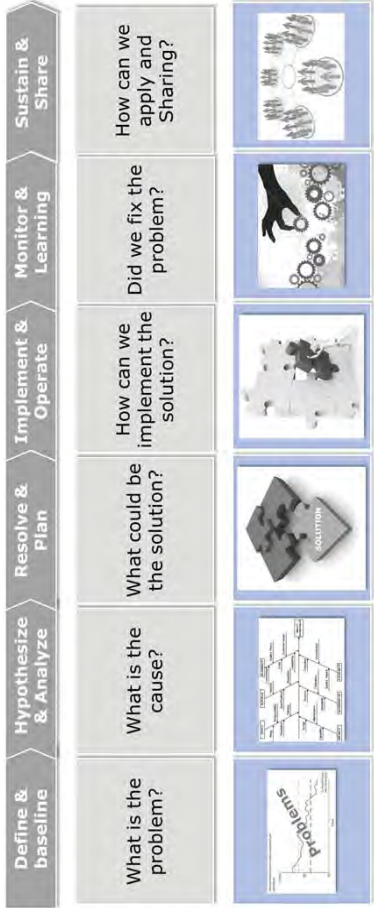 Define &
baseline
Hypothesize
& Analyze
Resolve &
Plan
Implement &
Operate
Monitor &
Learning
Sustain &
Share
What is the
problem?
What is the
cause?
What could be
the solution?
How can we
implement the
solution?
Did we fix the
problem?
How can we
apply and
Sharing?
Problems
SOLUTION